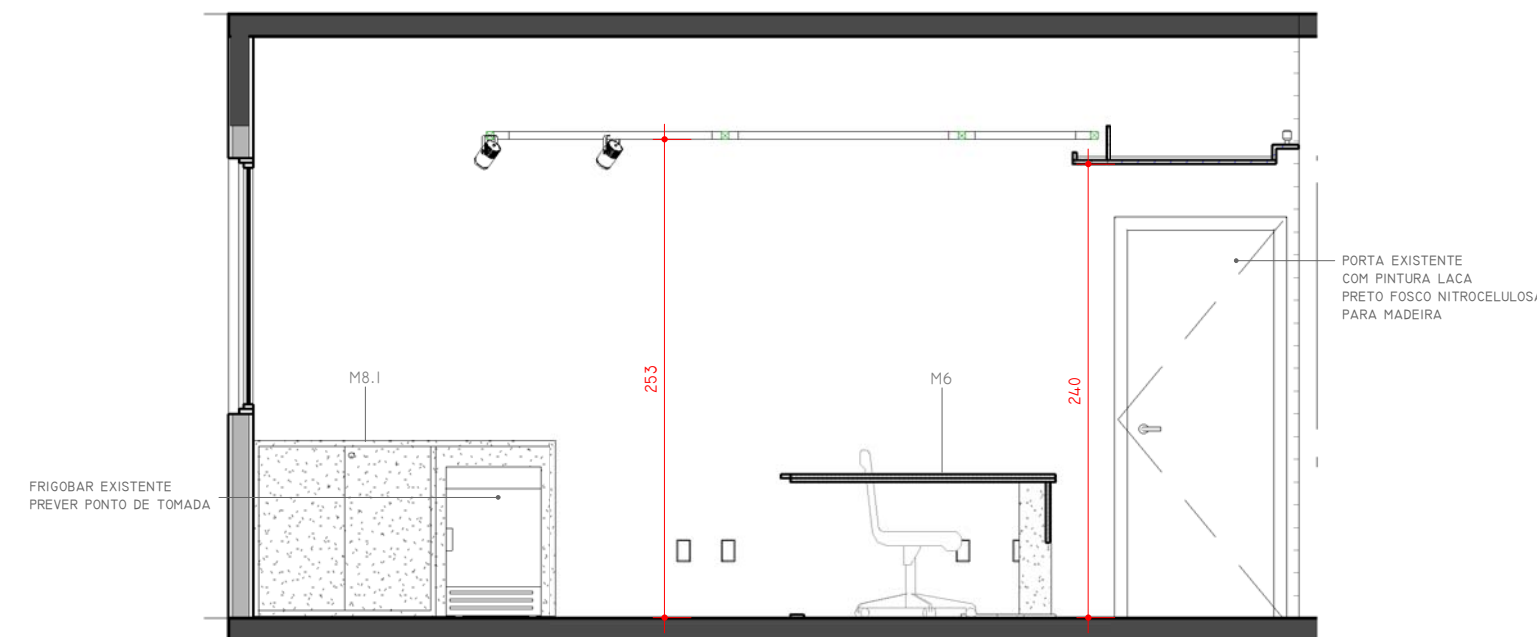 M8.1
253
M6
240
PORTA EXISTENTE
COM PINTURA LACA
PRETO FOSCO NITROCELULOSA
PARA MADEIRA
FRIGOBAR EXISTENTE
PREVER PONTO DE TOMADA